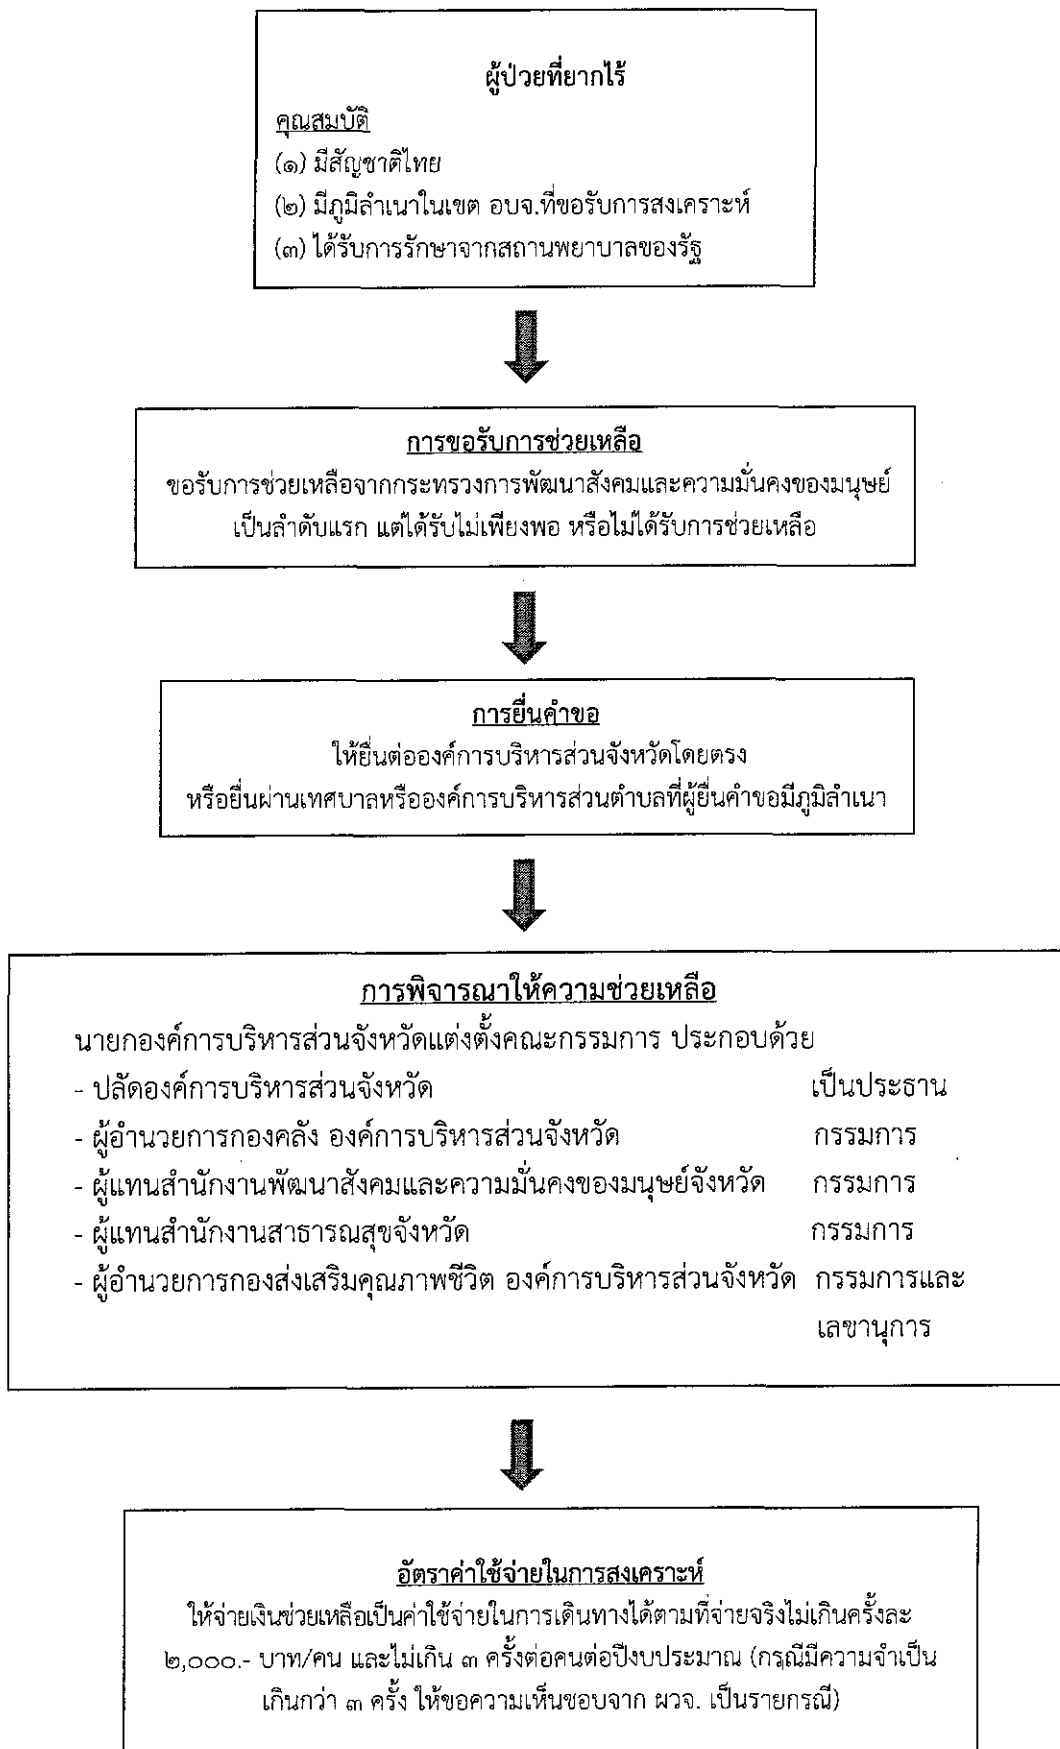 ผู้ป่วยที่ยากไร้
คุณสมบัติ
(๑) มีสัญชาติไทย
(๒) มีภูมิลำเนาในเขต อบจ.ที่ขอรับการสงเคราะห์
(๓) ได้รับการรักษาจากสถานพยาบาลของรัฐ
การขอรับการช่วยเหลือ
ขอรับการช่วยเหลือจากกระทรวงการพัฒนาสังคมและความมั่นคงของมนุษย์
เป็นลำดับแรก แต่ได้รับไม่เพียงพอ หรือไม่ได้รับการช่วยเหลือ
การยื่นคำขอ
ให้ยื่นต่อองค์การบริหารส่วนจังหวัดโดยตรง
หรือยื่นผ่านเทศบาลหรือองค์การบริหารส่วนตำบลที่ผู้ยื่นคำขอมีภูมิลำเนา
การพิจารณาให้ความช่วยเหลือ
นายกองค์การบริหารส่วนจังหวัดแต่งตั้งคณะกรรมการ ประกอบด้วย
- ปลัดองค์การบริหารส่วนจังหวัด เป็นประธาน
- ผู้อำนวยการกองคลัง องค์การบริหารส่วนจังหวัด กรรมการ
- ผู้แทนสำนักงานพัฒนาสังคมและความมั่นคงของมนุษย์จังหวัด กรรมการ
- ผู้แทนสำนักงานสาธารณสุขจังหวัด กรรมการ
- ผู้อำนวยการกองส่งเสริมคุณภาพชีวิต องค์การบริหารส่วนจังหวัด กรรมการและ
เลขานุการ
อัตราค่าใช้จ่ายในการสงเคราะห์
ให้จ่ายเงินช่วยเหลือเป็นค่าใช้จ่ายในการเดินทางได้ตามที่จ่ายจริงไม่เกินครั้งละ
๒,๐๐๐.- บาท/คน และไม่เกิน ๓ ครั้งต่อคนต่อปีงบประมาณ (กรณีมีความจำเป็น
เกินกว่า ๓ ครั้ง ให้ขอความเห็นชอบจาก ผวจ. เป็นรายกรณี)